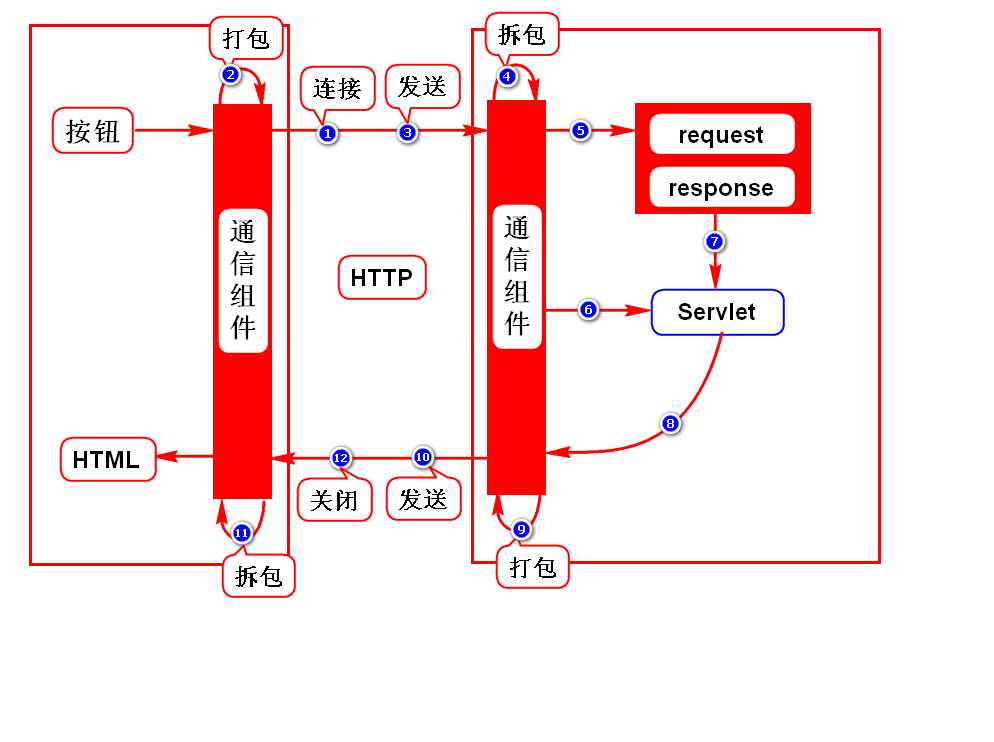 打包
拆包
2
4
连接
发送
按钮
1
3
5
request
response
通信组件
通信组件
7
HTTP
6
Servlet
8
HTML
12
10
关闭
发送
11
9
拆包
打包